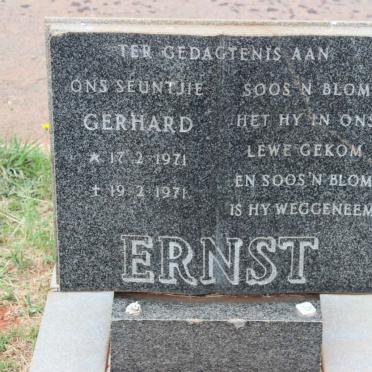 TER GEDAGTENIS AAN
ONS SEUNTJIE
GERHARD
* 17.2.1971
† 19.2.1971
SOOS 'N BLOM
HET HY IN ONS
LEWE GEKOM
EN SOOS 'N BLOM
IS HY WEGGENEEM
ERNST